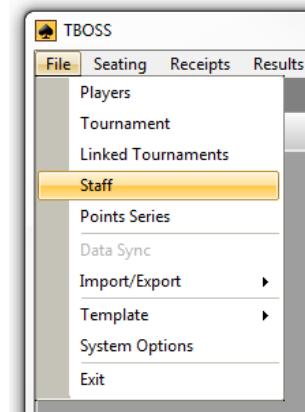 TBOSS
File Seating Receipts Results
Players
Tournament
Linked Tournaments
Staff
Points Series
Data Sync
Import/Export
Template
System Options
Exit